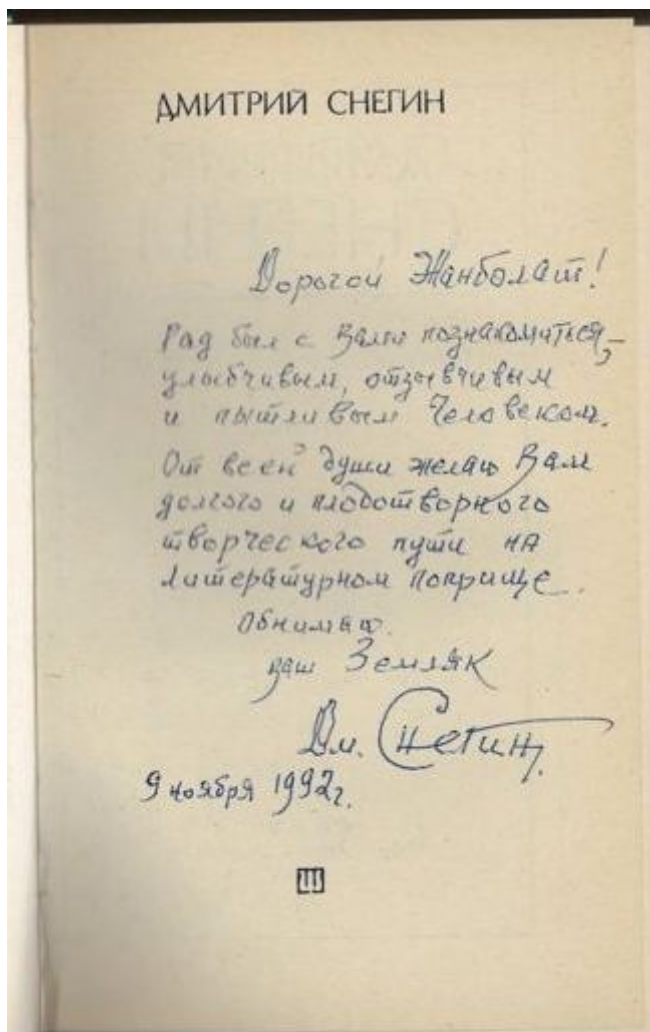 ДМИТРИЙ СНЕГИН
Дорогой Жанболат!
Рад был с Вами познакомиться, –
улыбчивым, отзывчивым
и пытливым Человеком.
От всей души желаю Вам
долгого и плодотворного
творческого пути на
литературном поприще.
Обнимаю.
ваш Земляк
Дм. Снегин.
9 ноября 1992г.